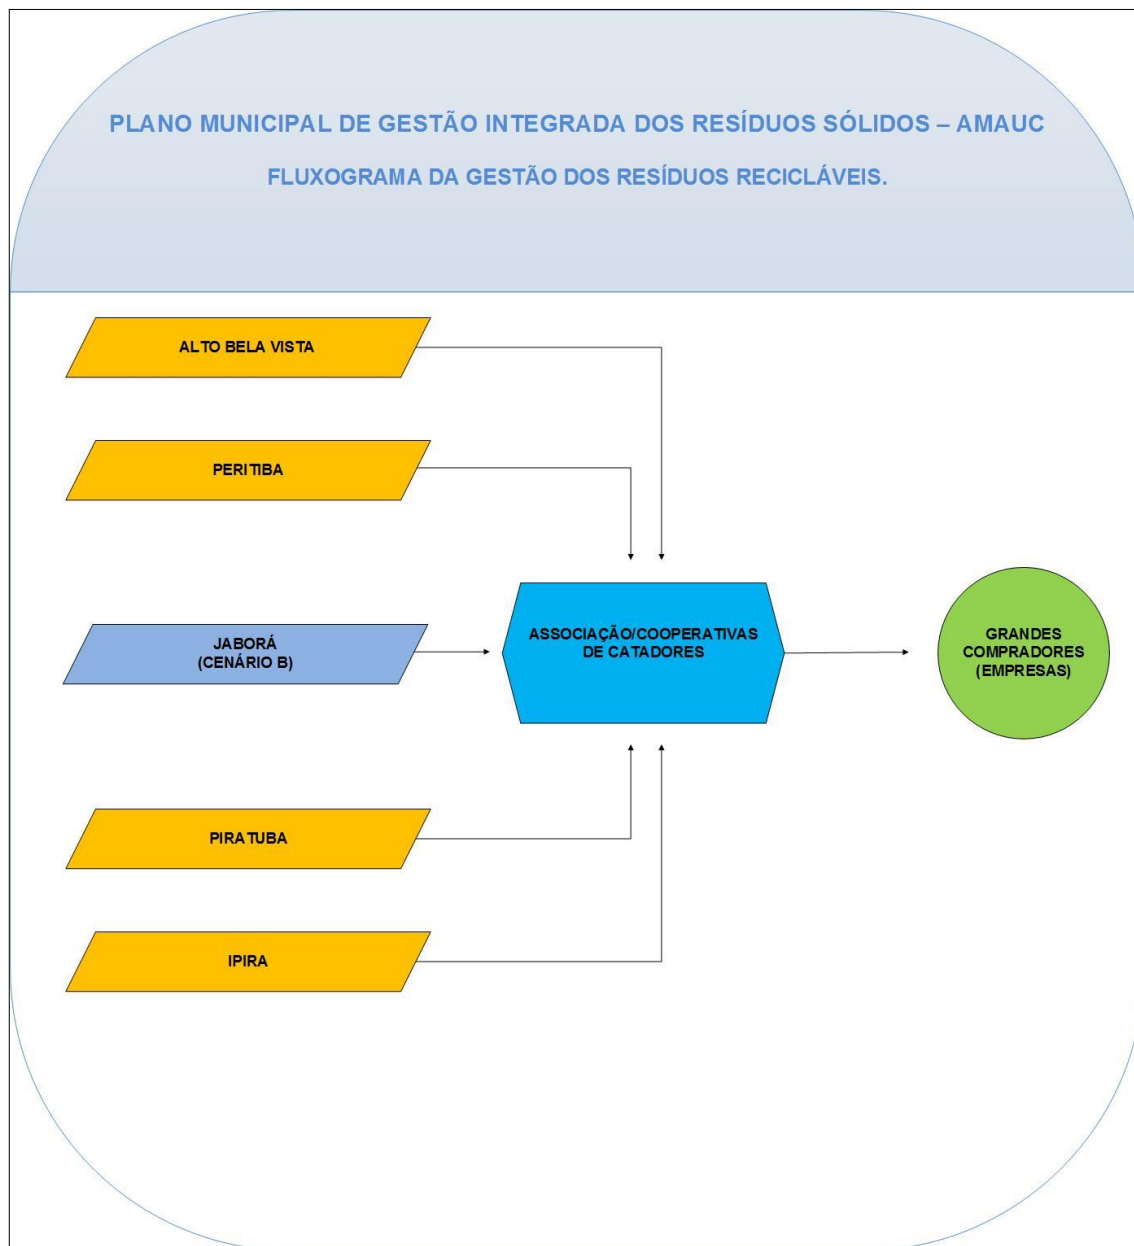 PLANO MUNICIPAL DE GESTÃO INTEGRADA DOS RESÍDUOS SÓLIDOS – AMAUC
FLUXOGRAMA DA GESTÃO DOS RESÍDUOS RECICLÁVEIS.
ALTO BELA VISTA
PERITIBA
JABORÁ
(CENÁRIO B)
ASSOCIAÇÃO/COOPERATIVAS
DE CATADORES
GRANDES
COMPRADORES
(EMPRESAS)
PIRATUBA
IPIRA